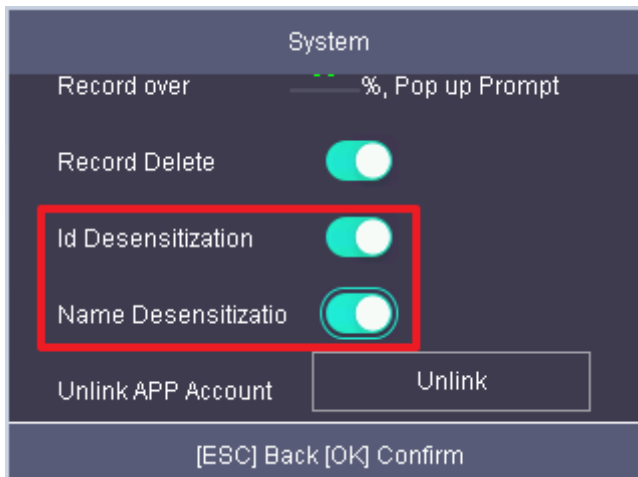 System
Record over %, Pop up Prompt
Record Delete
Id Desensitization
Name Desensitizatio
Unlink APP Account Unlink
[ESC] Back [OK] Confirm